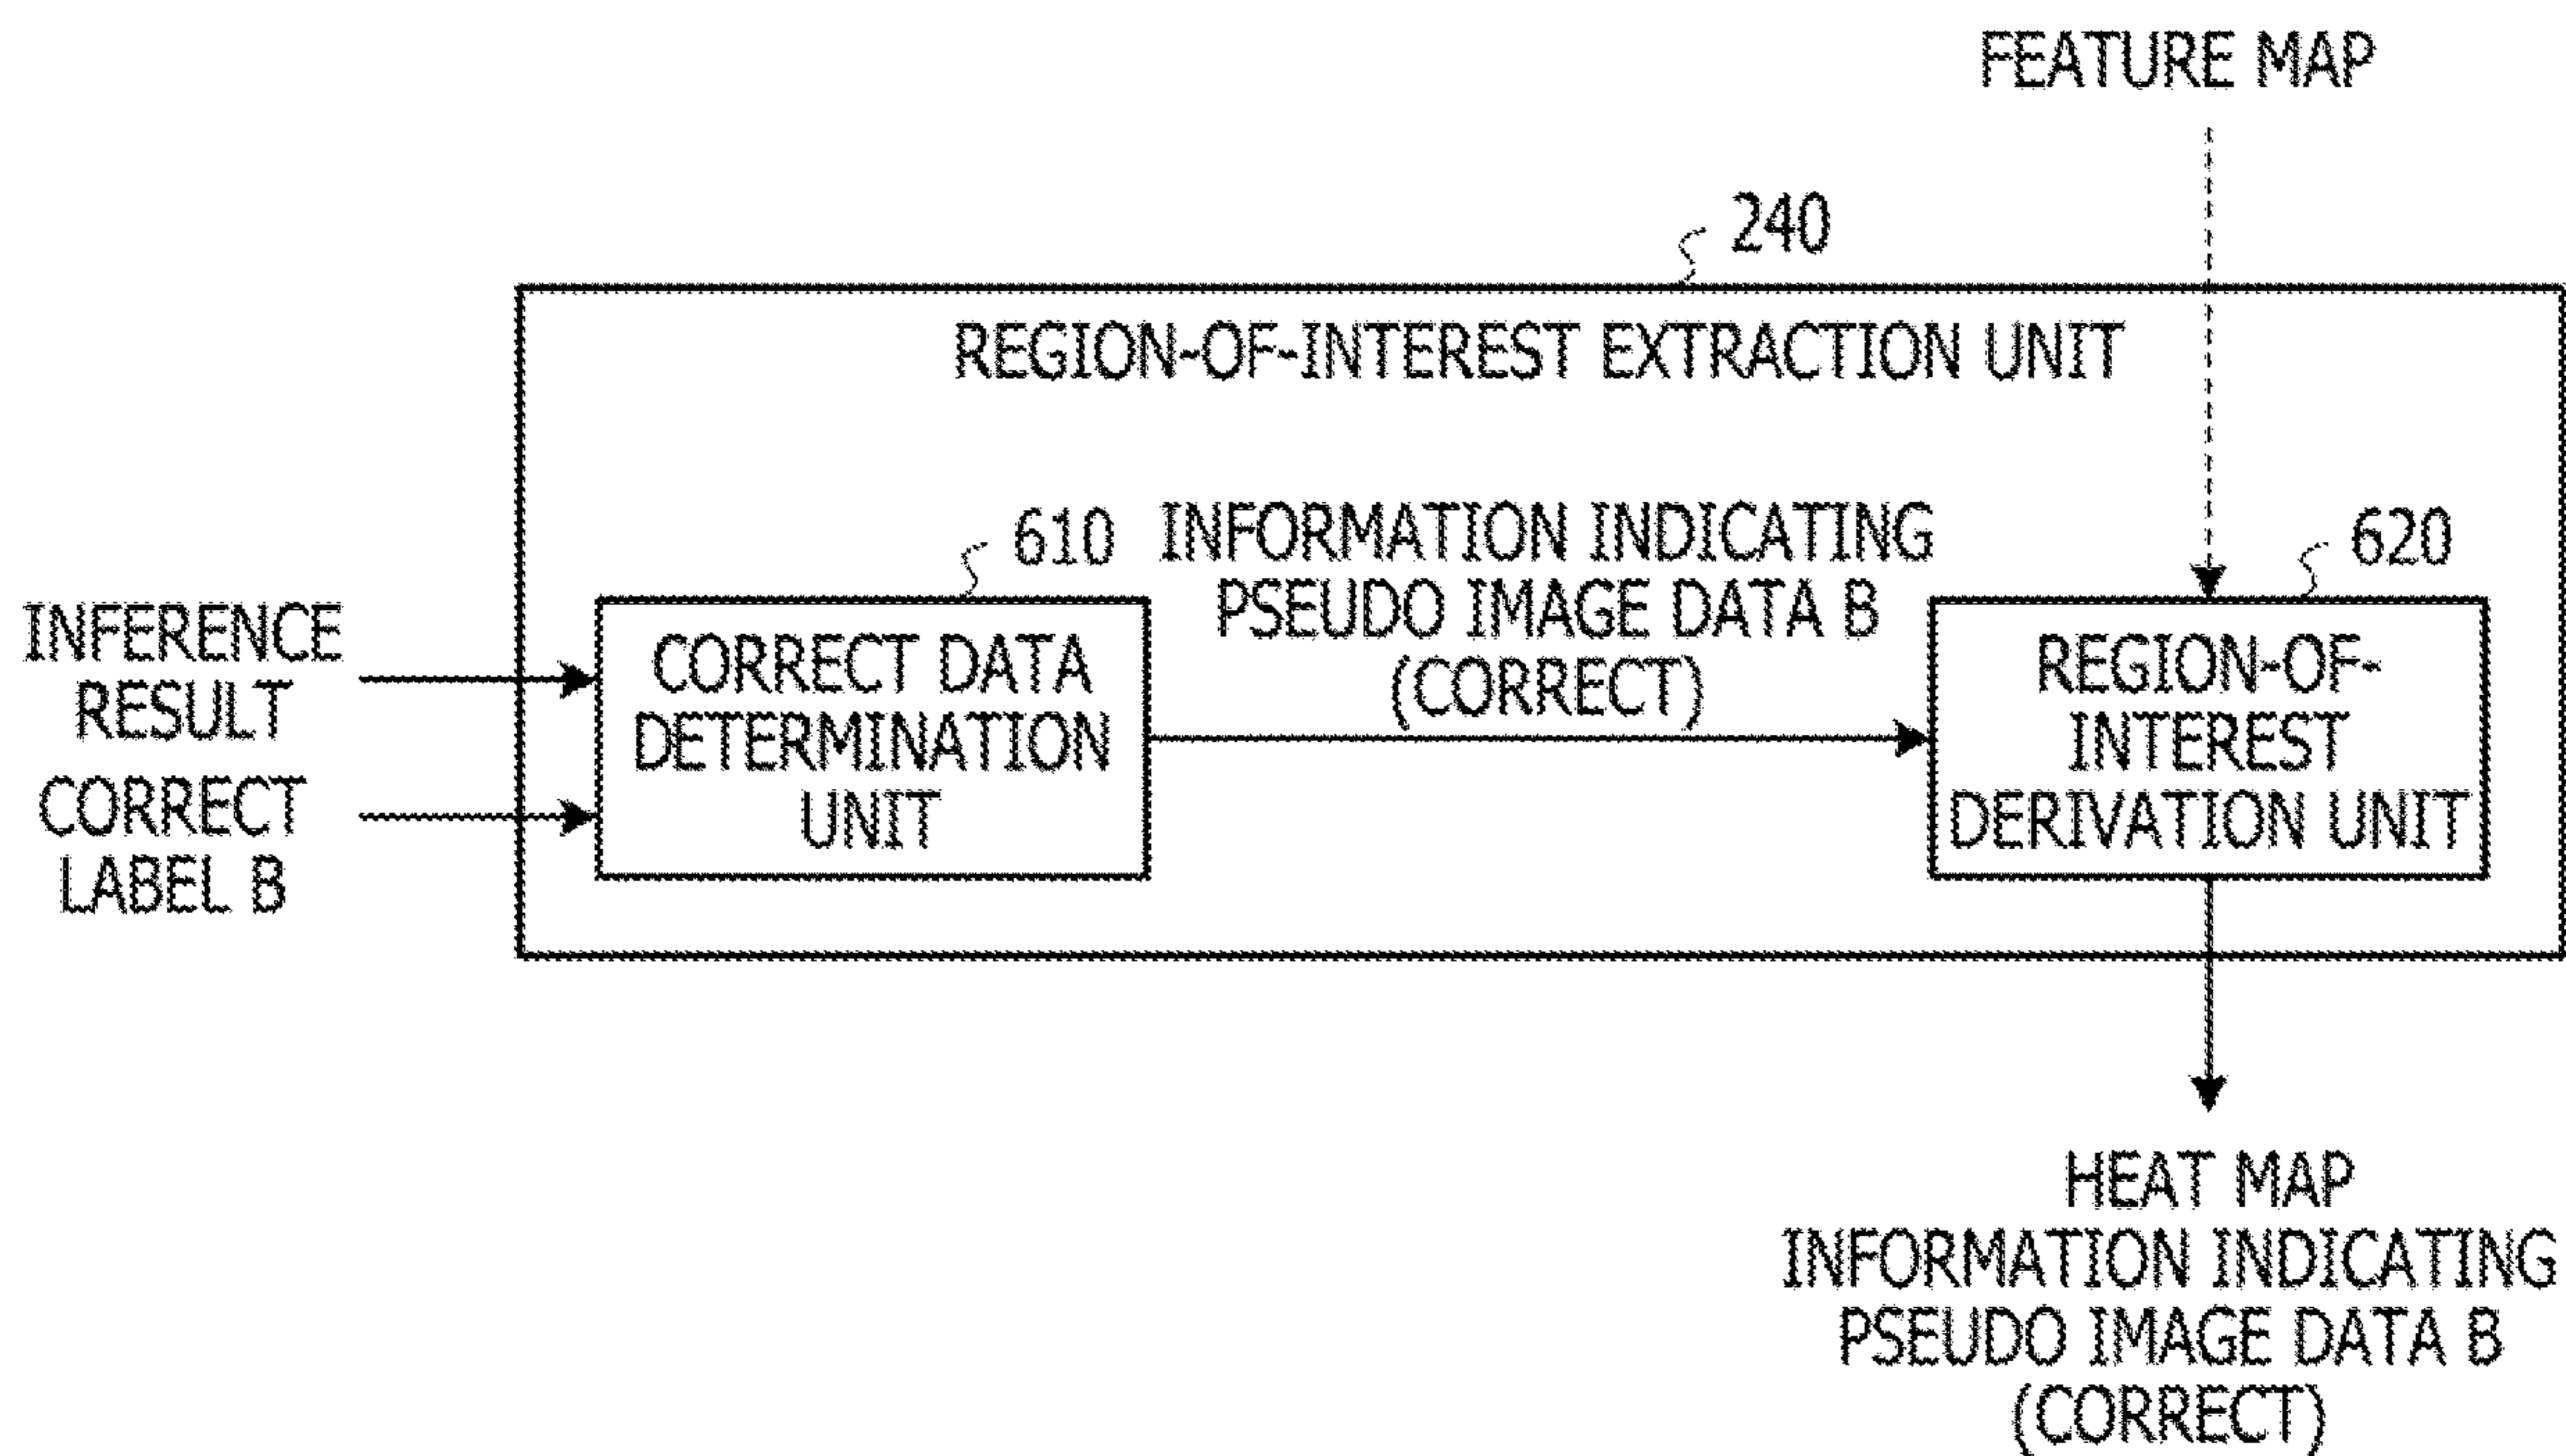 FEATURE MAP
240
REGION-OF-INTEREST EXTRACTION UNIT
610
INFORMATION INDICATING
PSEUDO IMAGE DATA B
(CORRECT)
620
INFERENCE
RESULT
CORRECT
LABEL B
CORRECT DATA
DETERMINATION
UNIT
REGION-OF-
INTEREST
DERIVATION UNIT
HEAT MAP
INFORMATION INDICATING
PSEUDO IMAGE DATA B
(CORRECT)